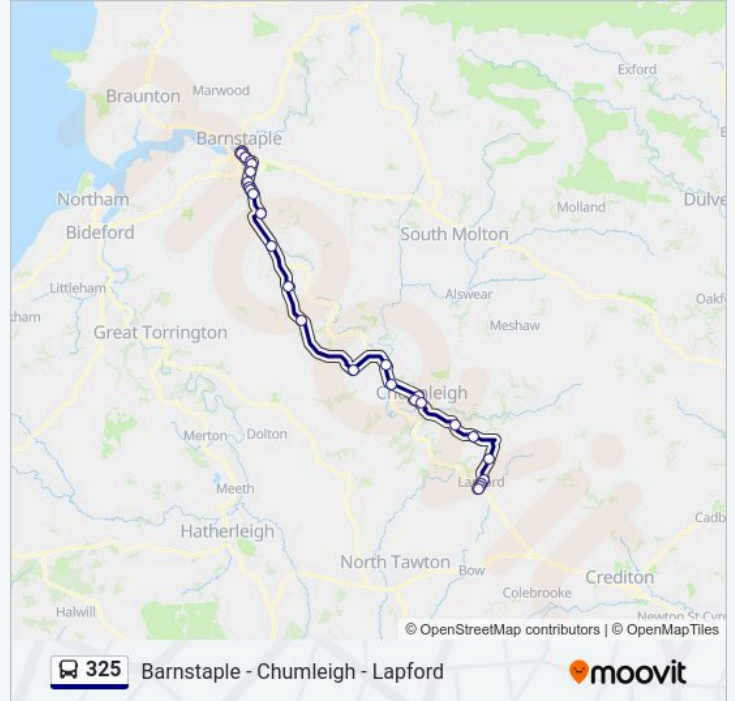 Exford
Marwood
Braunton
Barnstaple
Northam
Molland
Dulve
Bideford
South Molton
Littleham
Alswear
Oakf
ham
Meshaw
Great Torrington
Chumleigh
Merton
Dolton
Lapford
Meeth
Cadb
Hatherleigh
North Tawton
Bow
Crediton
Colebrooke
Halwill
Newton St Cyre
© OpenStreetMap contributors | © OpenMapTiles
325 Barnstaple - Chumleigh - Lapford
moovit